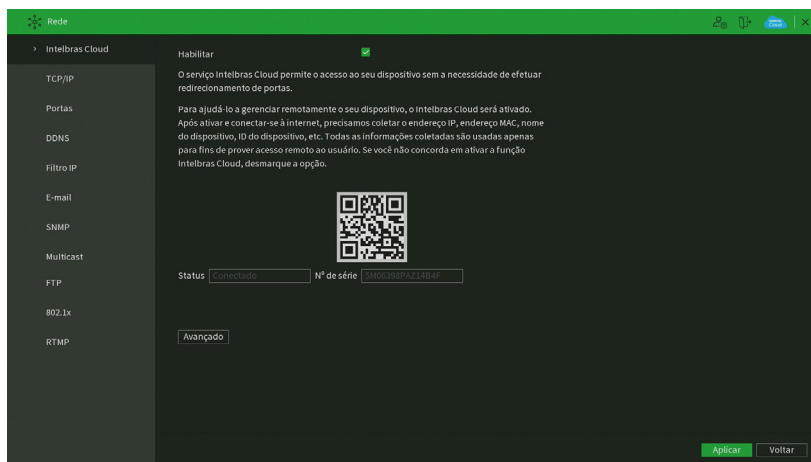 Rede
Intelbras Cloud
TCP/IP
Portas
DDNS
Filtro IP
E-mail
SNMP
Multicast
FTP
802.1x
RTMP
Habilitar
O serviço Intelbras Cloud permite o acesso ao seu dispositivo sem a necessidade de efetuar
redirecionamento de portas.
Para ajudá-lo a gerenciar remotamente o seu dispositivo, o Intelbras Cloud será ativado.
Após ativar e conectar-se à internet, precisamos coletar o endereço IP, endereço MAC, nome
do dispositivo, ID do dispositivo, etc. Todas as informações coletadas são usadas apenas
para fins de prover acesso remoto ao usuário. Se você não concorda em ativar a função
Intelbras Cloud, desmarque a opção.
Status Conectado Nº de série 5M06398PAZ14B4F
Avançado
Aplicar Voltar